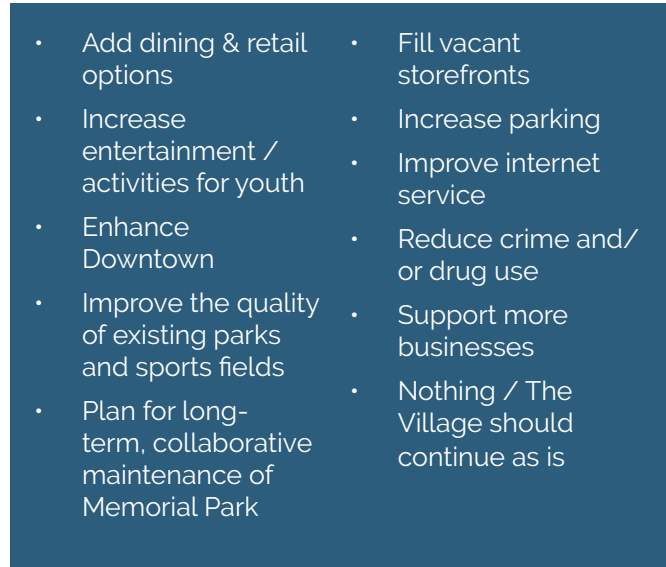 • Add dining & retail
options
• Increase
entertainment /
activities for youth
• Enhance
Downtown
• Improve the quality
of existing parks
and sports fields
• Plan for long-
term, collaborative
maintenance of
Memorial Park
• Fill vacant
storefronts
• Increase parking
• Improve internet
service
• Reduce crime and/
or drug use
• Support more
businesses
• Nothing / The
Village should
continue as is